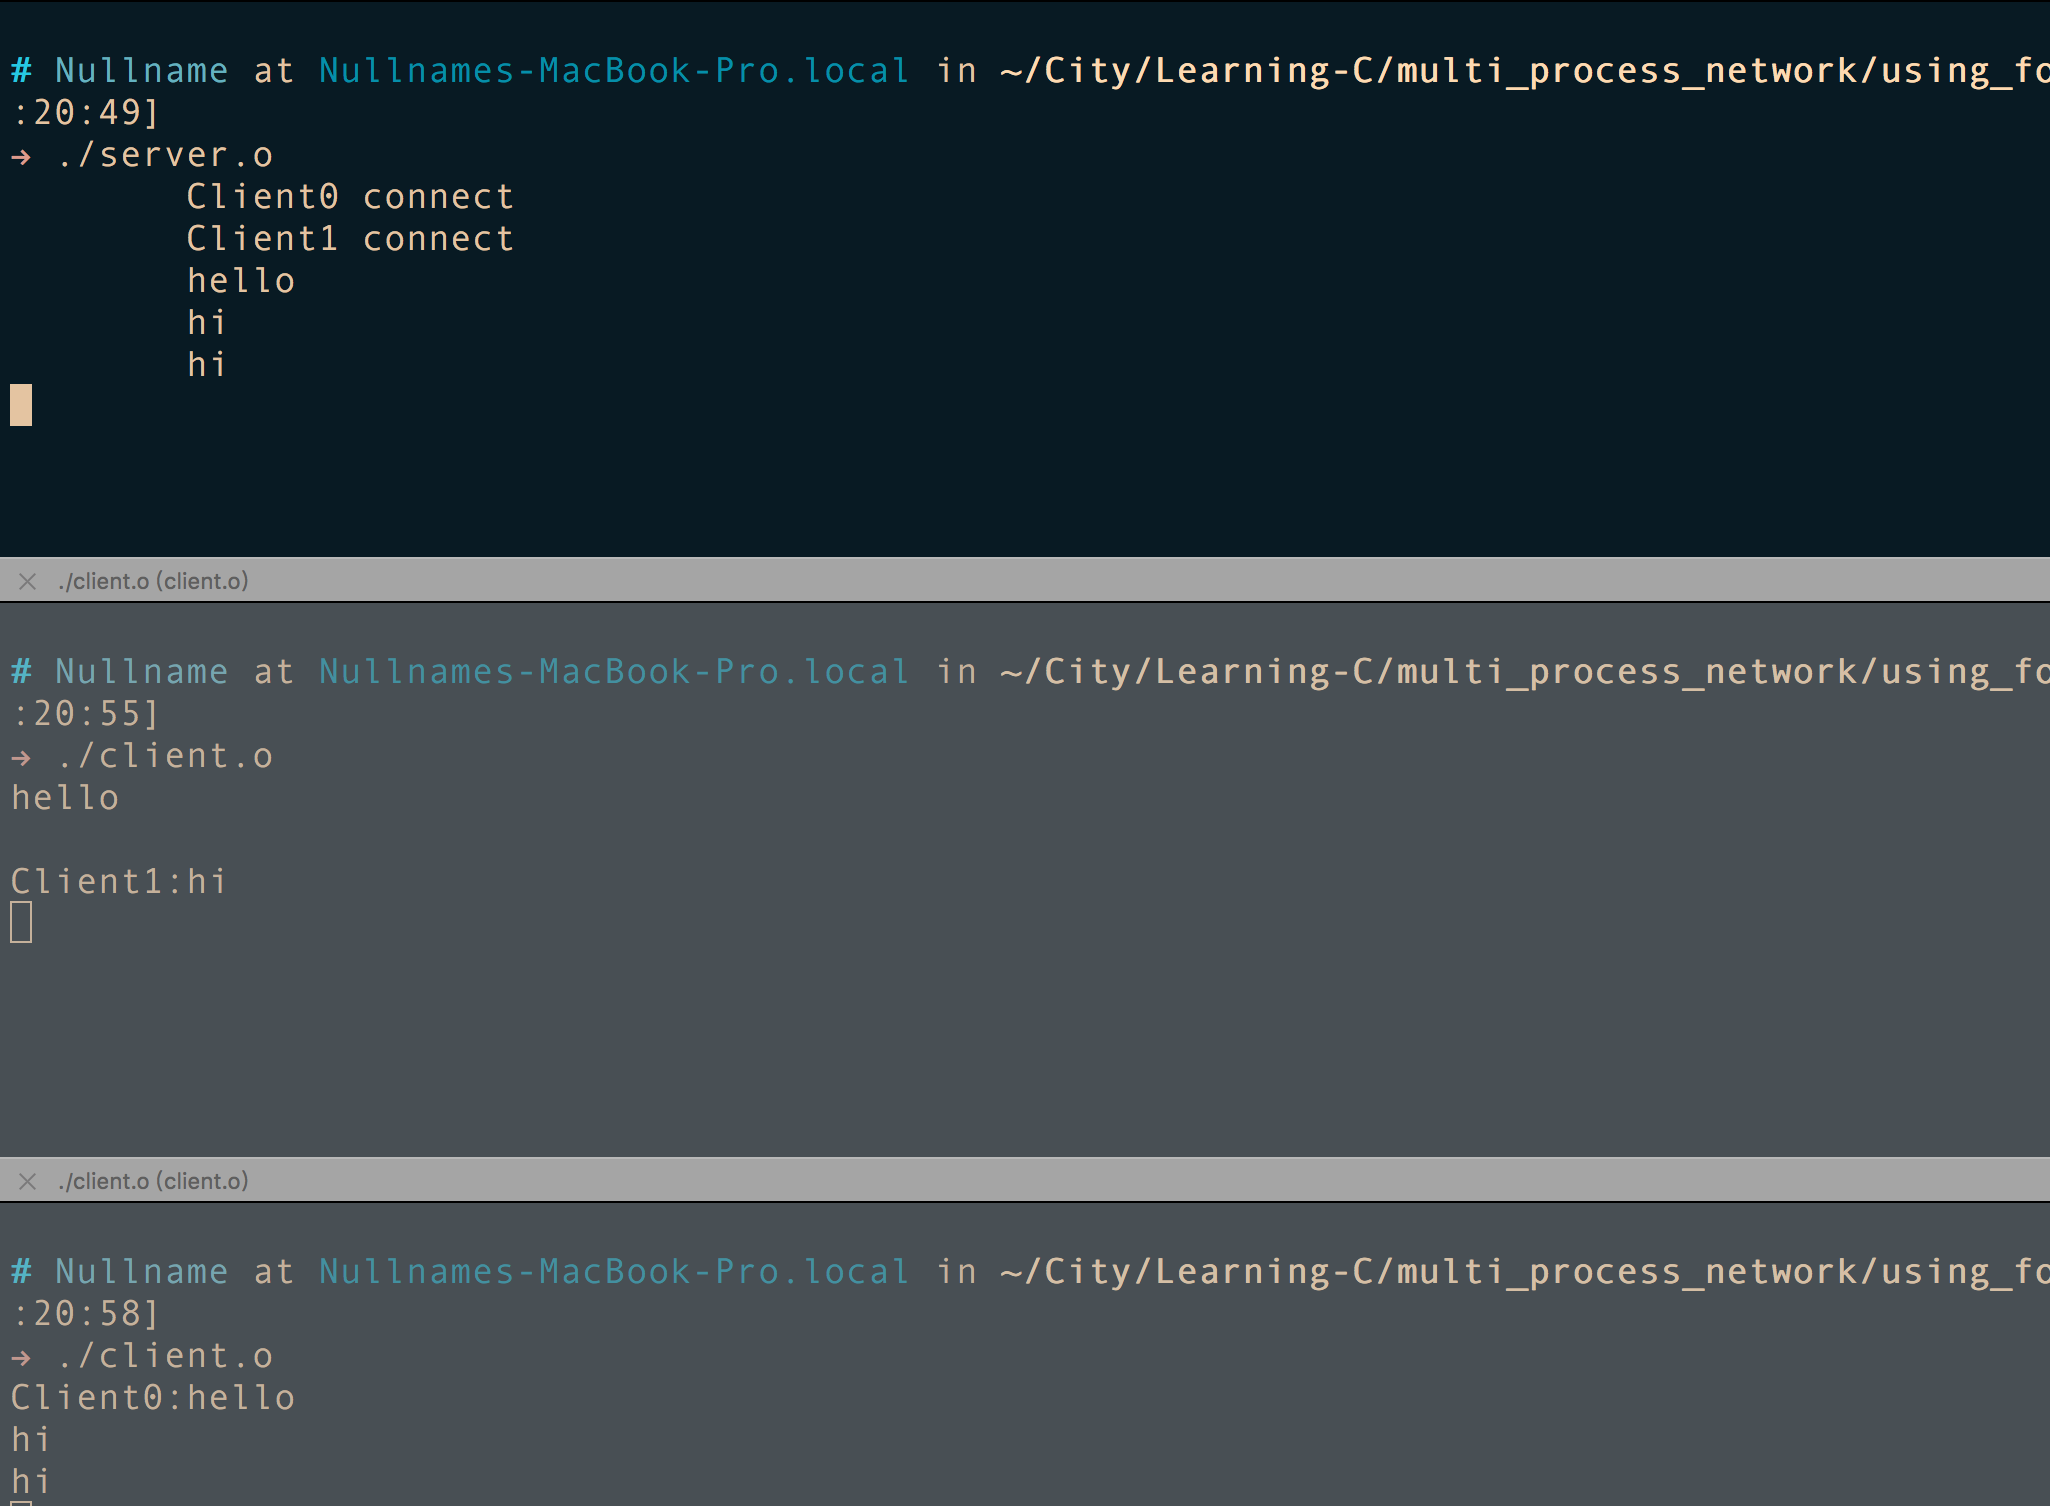 # Nullname at Nullnames-MacBook-Pro.local in ~/City/Learning-C/multi_process_network/using_fo
:20:49]
→ ./server.o
Client0 connect
Client1 connect
hello
hi
hi
× ./client.o (client.o)
# Nullname at Nullnames-MacBook-Pro.local in ~/City/Learning-C/multi_process_network/using_fo
:20:55]
→ ./client.o
hello
Client1:hi
× ./client.o (client.o)
# Nullname at Nullnames-MacBook-Pro.local in ~/City/Learning-C/multi_process_network/using_fo
:20:58]
→ ./client.o
Client0:hello
hi
hi